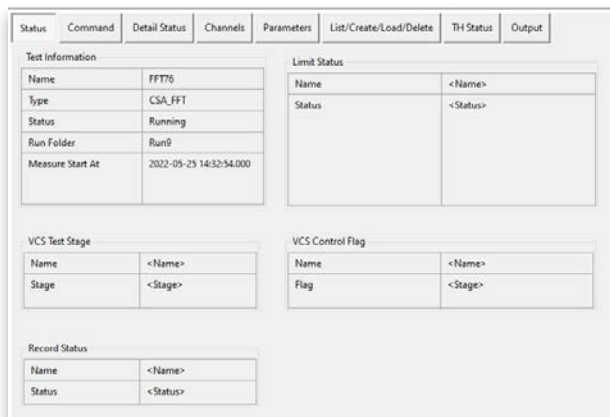 Status Command Detail Status Channels Parameters List/Create/Load/Delete TH Status Output
Test Information
Name FFT76
Type CSA_FFT
Status Running
Run Folder Run9
Measure Start At 2022-05-25 14:32:54.000
Limit Status
Name <Name>
Status <Status>
VCS Test Stage
Name <Name>
Stage <Stage>
VCS Control Flag
Name <Name>
Flag <Stage>
Record Status
Name <Name>
Status <Status>